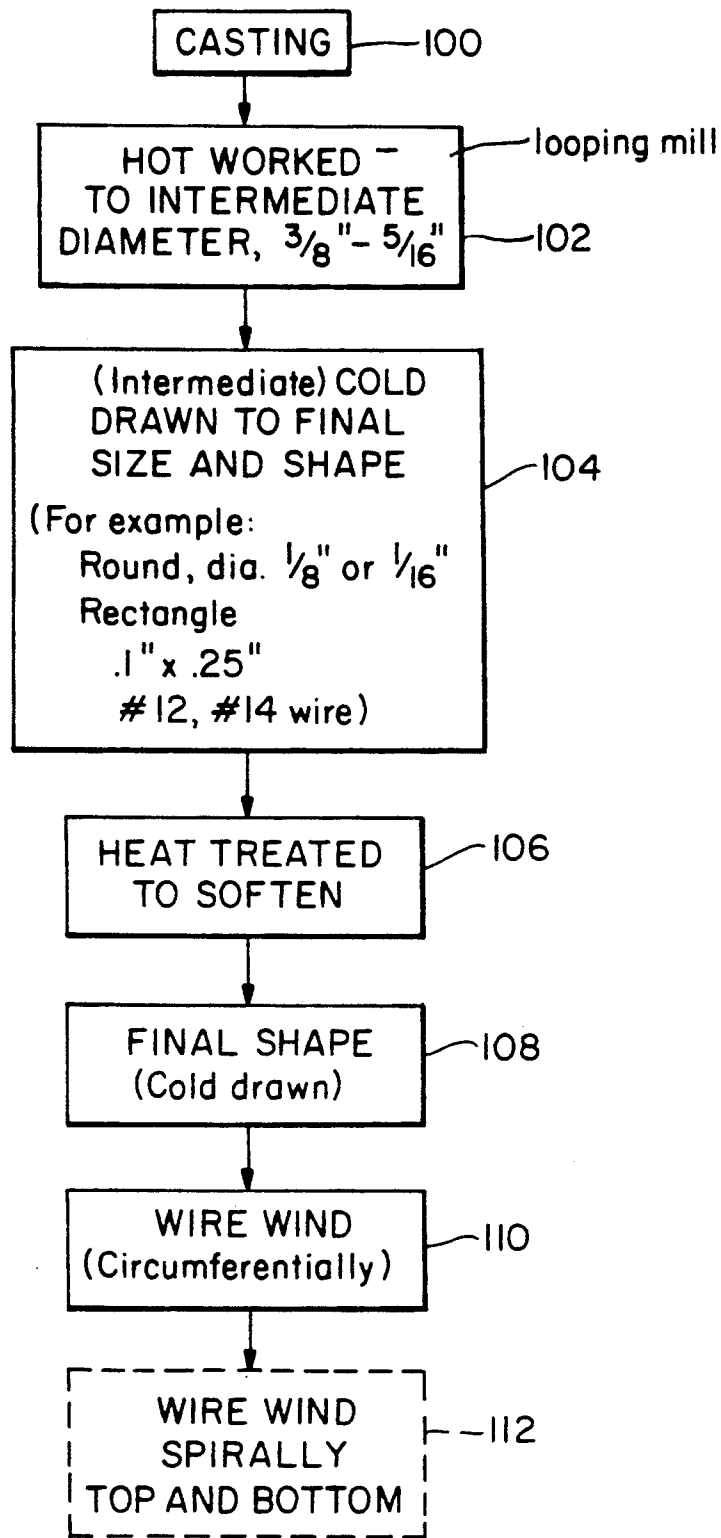 CASTING
100
looping mill
HOT WORKED -
TO INTERMEDIATE
DIAMETER, 3/8" - 5/16"
102
(Intermediate) COLD
DRAWN TO FINAL
SIZE AND SHAPE
104
(For example:
Round, dia. 1/8" or 1/16"
Rectangle
.1" x .25"
#12, #14 wire)
HEAT TREATED
TO SOFTEN
106
FINAL SHAPE
(Cold drawn)
108
WIRE WIND
(Circumferentially)
110
WIRE WIND
SPIRALLY
TOP AND BOTTOM
112